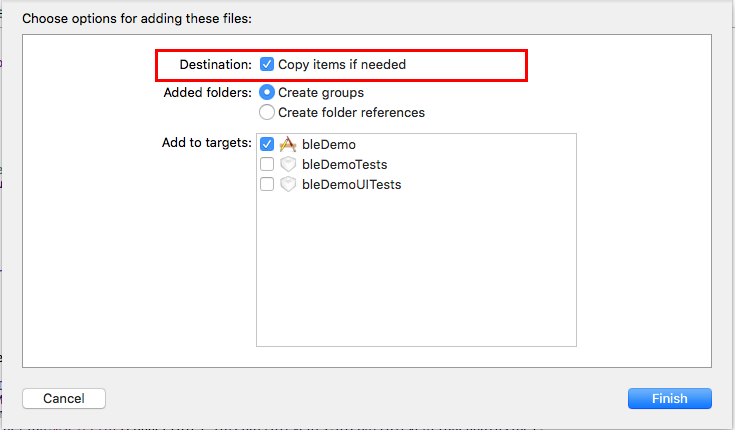 Choose options for adding these files:
Destination: Copy items if needed
Added folders: Create groups
Create folder references
Add to targets: bleDemo
bleDemoTests
bleDemoUITests
Cancel Finish